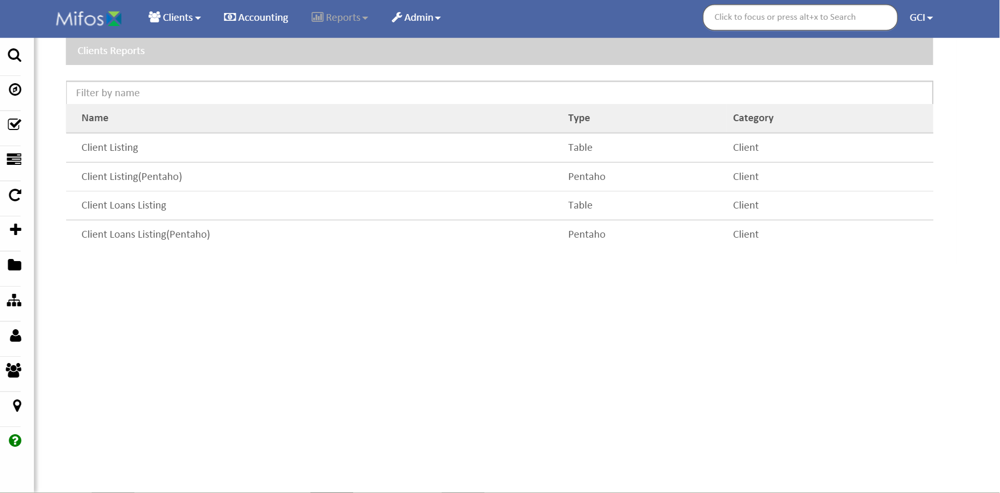 Mifos Clients Accounting Reports Admin Click to focus or press alt+x to Search GCI
Clients Reports
Filter by name
Name Type Category
Client Listing Table Client
Client Listing(Pentaho) Pentaho Client
Client Loans Listing Table Client
Client Loans Listing(Pentaho) Pentaho Client